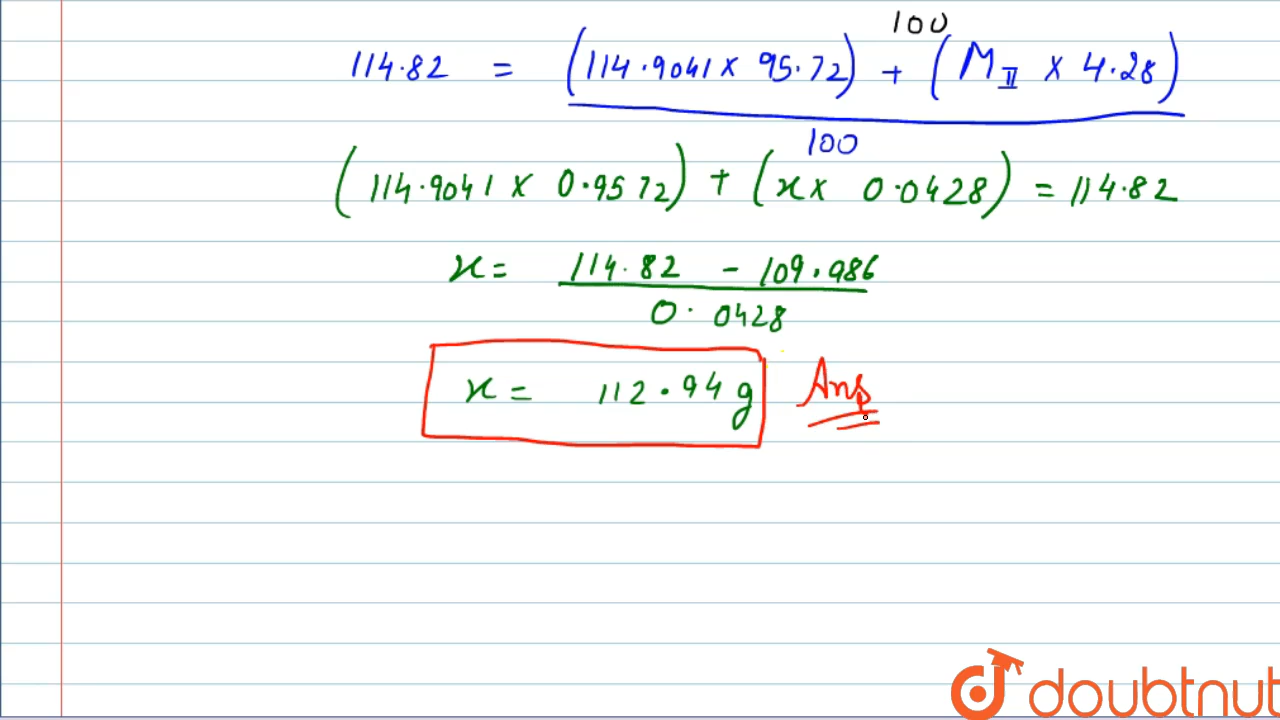 100
114.82 = (114.9041 × 95.72) + (M_II × 4.28)
100
(114.9041 × 0.9572) + (x × 0.0428) = 114.82
x = 114.82 - 109.986
0.0428
x = 112.94 g Ans
doubtnut